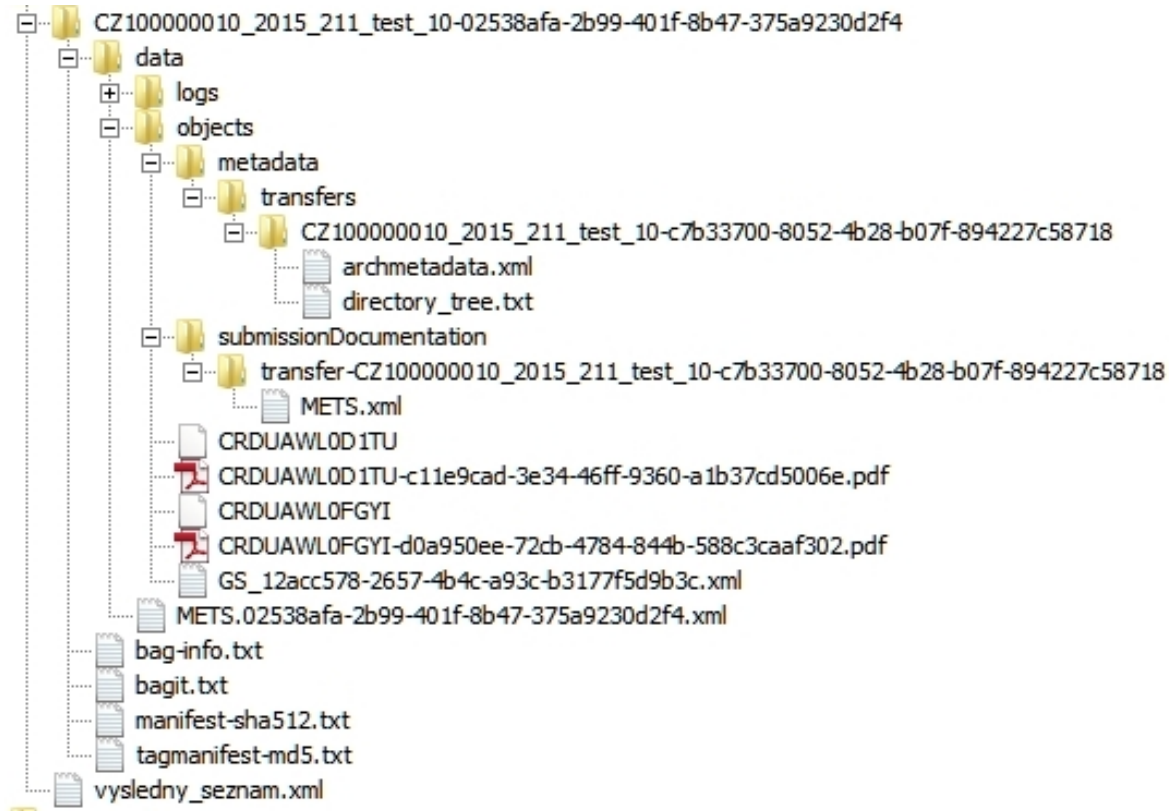 CZ100000010_2015_211_test_10-02538afa-2b99-401f-8b47-375a9230d2f4
data
logs
objects
metadata
transfers
CZ100000010_2015_211_test_10-c7b33700-8052-4b28-b07f-894227c58718
archmetadata.xml
directory_tree.txt
submissionDocumentation
transfer-CZ100000010_2015_211_test_10-c7b33700-8052-4b28-b07f-894227c58718
METS.xml
CRDUAWL0D1TU
CRDUAWL0D1TU-c11e9cad-3e34-46ff-9360-a1b37cd5006e.pdf
CRDUAWL0FGYI
CRDUAWL0FGYI-d0a950ee-72cb-4784-844b-588c3caaf302.pdf
GS_12acc578-2657-4b4c-a93c-b3177f5d9b3c.xml
METS.02538afa-2b99-401f-8b47-375a9230d2f4.xml
bag-info.txt
bagit.txt
manifest-sha512.txt
tagmanifest-md5.txt
vysledny_seznam.xml